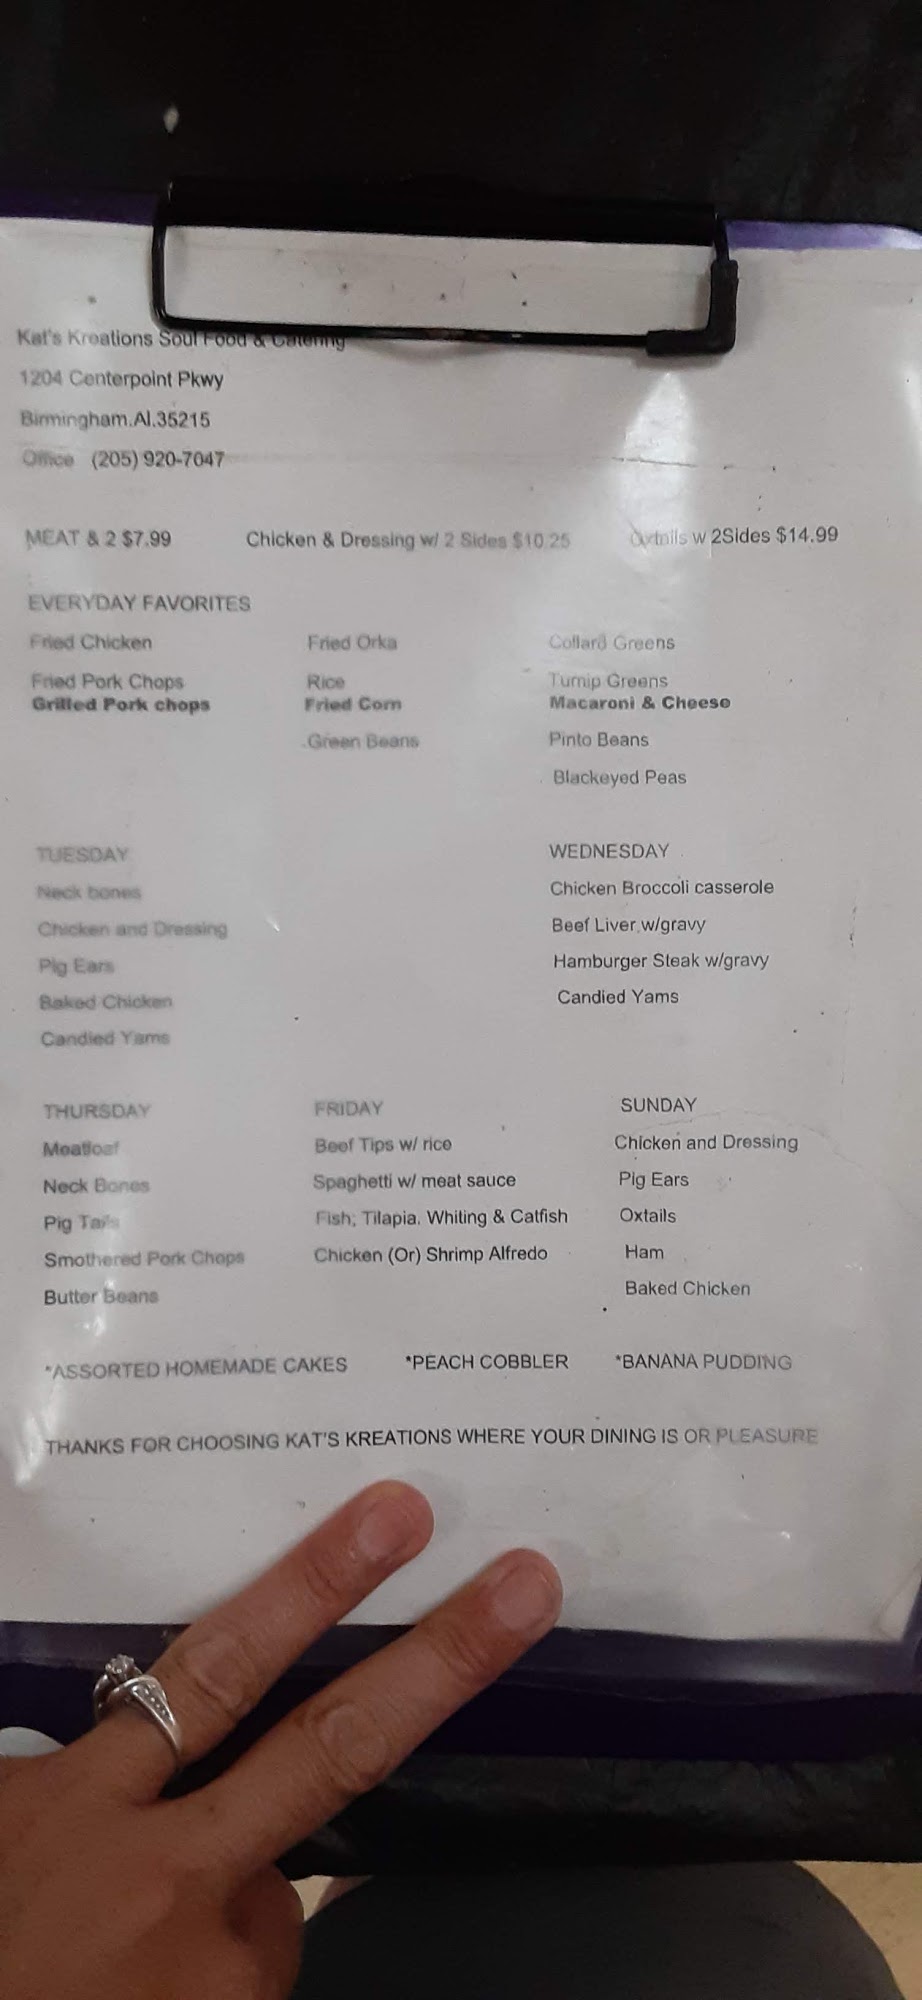 Kat's Kreations Soul Food & Catering
1204 Centerpoint Pkwy
Birmingham.Al.35215
Office (205) 920-7047
MEAT & 2 $7.99 Chicken & Dressing w/ 2 Sides $10.25 Oxtails w 2Sides $14.99
EVERYDAY FAVORITES
Fried Chicken Fried Orka Collard Greens
Fried Pork Chops Rice Turnip Greens
Grilled Pork chops Fried Corn Macaroni & Cheese
Green Beans Pinto Beans
Blackeyed Peas
TUESDAY
Neck bones
Chicken and Dressing
Pig Ears
Baked Chicken
Candied Yams
WEDNESDAY
Chicken Broccoli casserole
Beef Liver w/gravy
Hamburger Steak w/gravy
Candied Yams
THURSDAY
Meatloaf
Neck Bones
Pig Tails
Smothered Pork Chops
Butter Beans
FRIDAY
Beef Tips w/ rice
Spaghetti w/ meat sauce
Fish; Tilapia. Whiting & Catfish
Chicken (Or) Shrimp Alfredo
SUNDAY
Chicken and Dressing
Pig Ears
Oxtails
Ham
Baked Chicken
*ASSORTED HOMEMADE CAKES *PEACH COBBLER *BANANA PUDDING
THANKS FOR CHOOSING KAT'S KREATIONS WHERE YOUR DINING IS OR PLEASURE